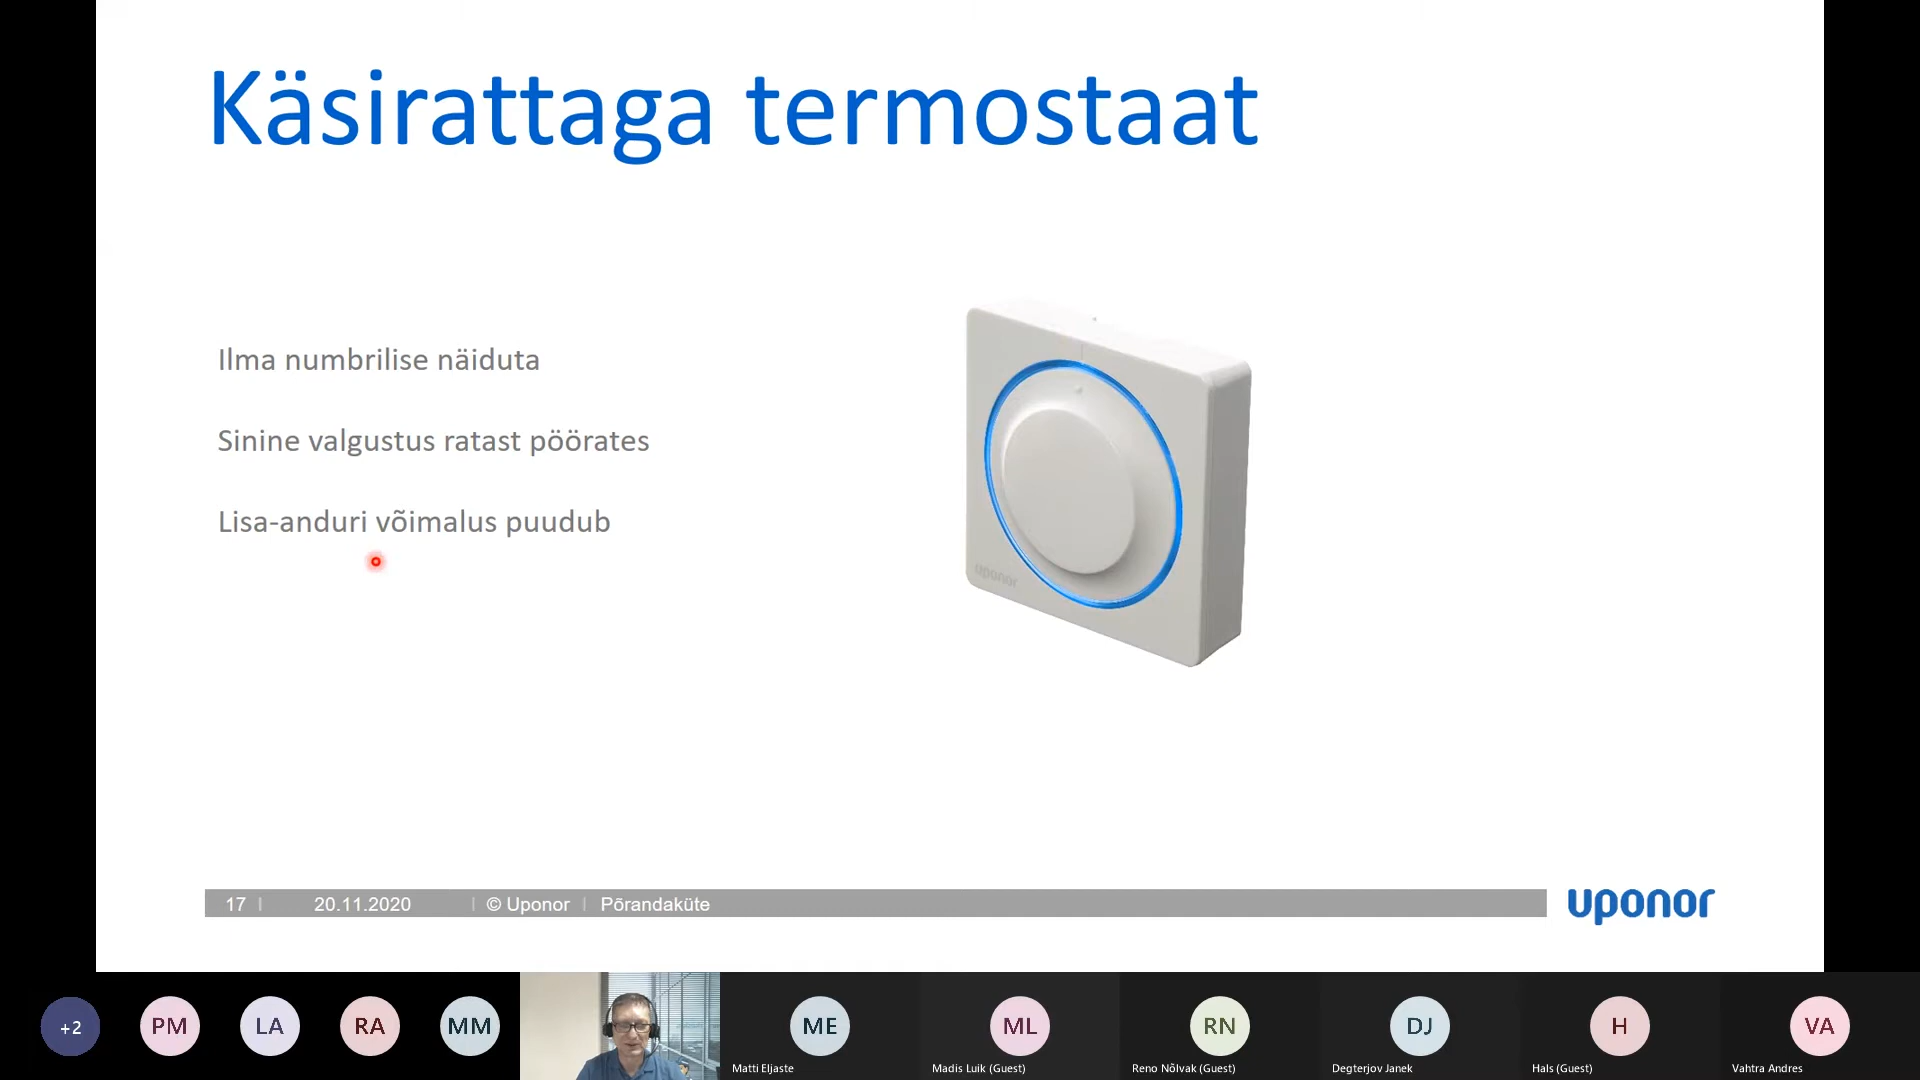 Käsirattaga termostaat
Ilma numbrilise näiduta
Sinine valgustus ratast pöörates
Lisa-anduri võimalus puudub
uponor
17 | 20.11.2020 | © Uponor | Põrandaküte
uponor
+2
PM
LA
RA
MM
ME
Matti Eljaste
ML
Madis Luik (Guest)
RN
Reno Nõlvak (Guest)
DJ
Degterjov Janek
H
Hals (Guest)
VA
Vahtra Andres